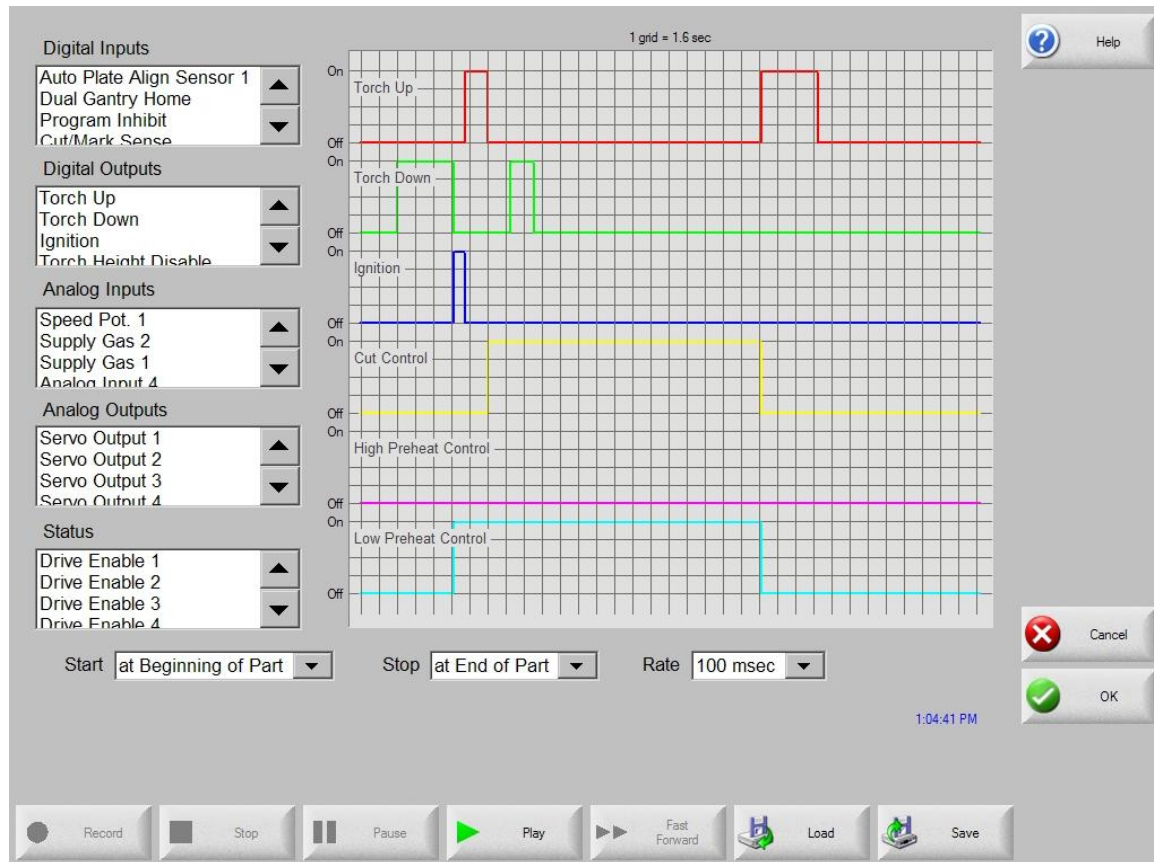 1 grid = 1.6 sec
Help
Digital Inputs
Auto Plate Align Sensor 1
Dual Gantry Home
Program Inhibit
Cut/Mark Sense
Digital Outputs
Torch Up
Torch Down
Ignition
Torch Height Disable
Analog Inputs
Speed Pot. 1
Supply Gas 2
Supply Gas 1
Analog Input 4
Analog Outputs
Servo Output 1
Servo Output 2
Servo Output 3
Servo Output 4
Status
Drive Enable 1
Drive Enable 2
Drive Enable 3
Drive Enable 4
On
Torch Up
Off
On
Torch Down
Off
On
Ignition
Off
On
Cut Control
Off
On
High Preheat Control
Off
On
Low Preheat Control
Off
Cancel
OK
Start at Beginning of Part Stop at End of Part Rate 100 msec
1:04:41 PM
Record Stop Pause Play Fast Forward Load Save